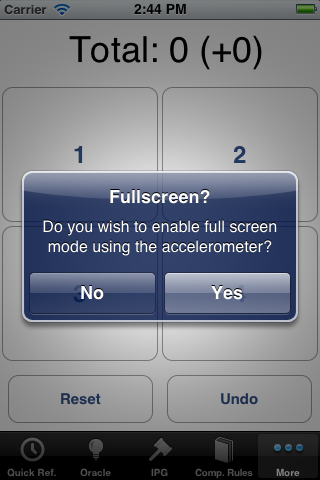 Carrier 2:44 PM
Total: 0 (+0)
1 2
Fullscreen?
Do you wish to enable full screen
mode using the accelerometer?
No Yes
Reset Undo
Quick Ref. Oracle IPG Comp. Rules More